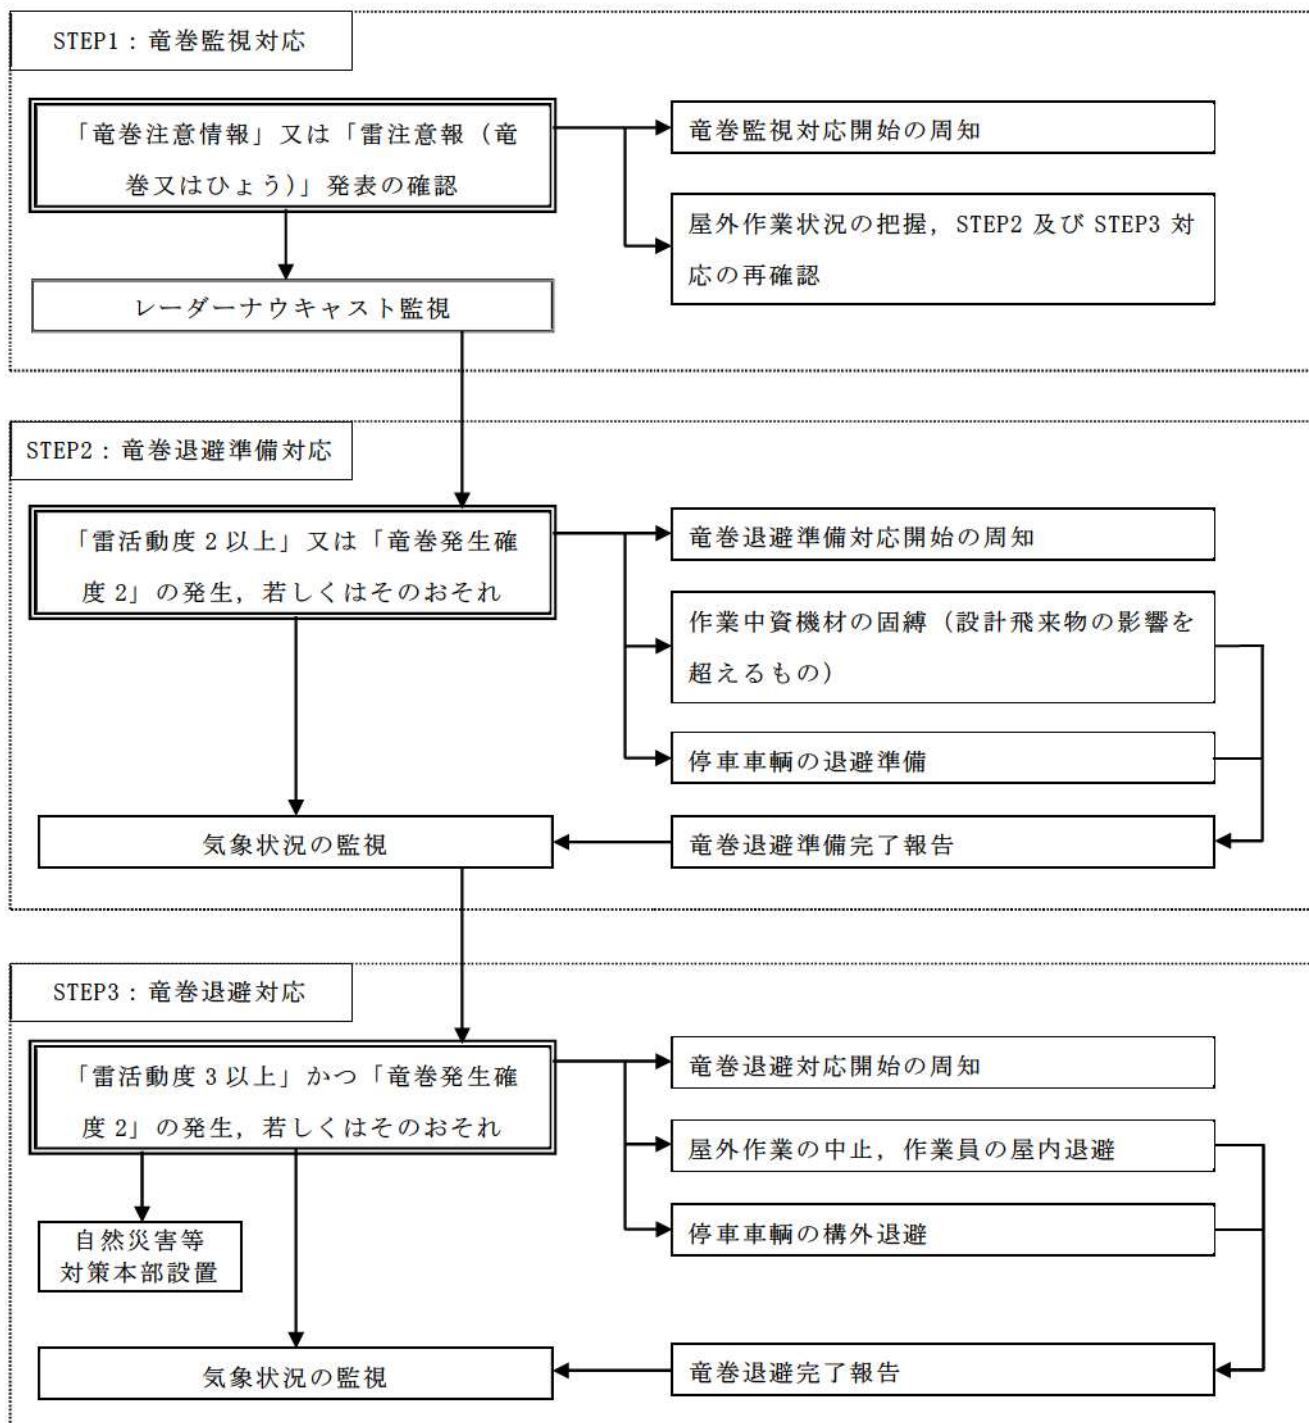 STEP1：竜巻監視対応
「竜巻注意情報」又は「雷注意報（竜
巻又はひょう)」発表の確認
竜巻監視対応開始の周知
屋外作業状況の把握，STEP2 及び STEP3 対
応の再確認
レーダーナウキャスト監視
STEP2：竜巻退避準備対応
「雷活動度 2 以上」又は「竜巻発生確
度 2」の発生，若しくはそのおそれ
竜巻退避準備対応開始の周知
作業中資機材の固縛（設計飛来物の影響を
超えるもの）
停車車輌の退避準備
気象状況の監視
竜巻退避準備完了報告
STEP3：竜巻退避対応
「雷活動度 3 以上」かつ「竜巻発生確
度 2」の発生，若しくはそのおそれ
竜巻退避対応開始の周知
屋外作業の中止，作業員の屋内退避
停車車輌の構外退避
自然災害等
対策本部設置
気象状況の監視
竜巻退避完了報告